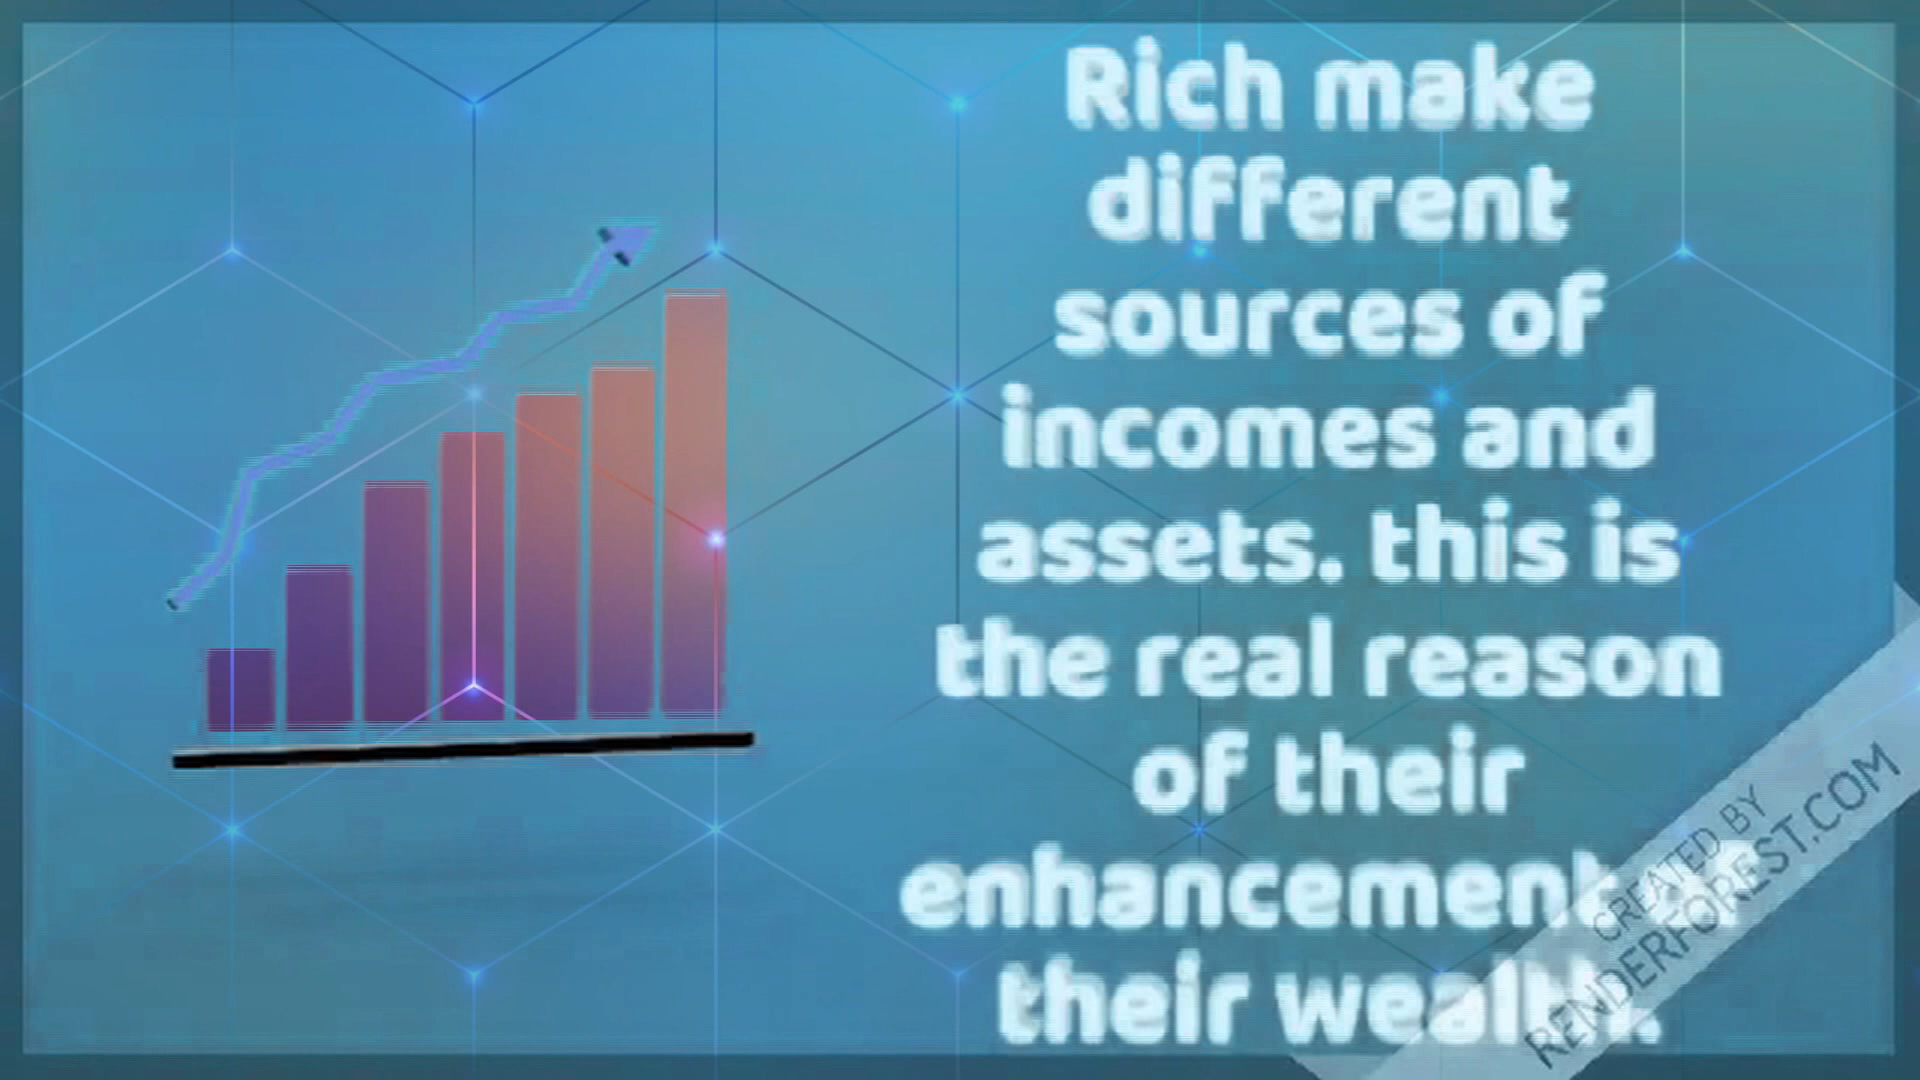 Rich make
different
sources of
incomes and
assets. this is
the real reason
of their
enhancement
their wealth.
CREATED BY
RENDERFOREST.COM